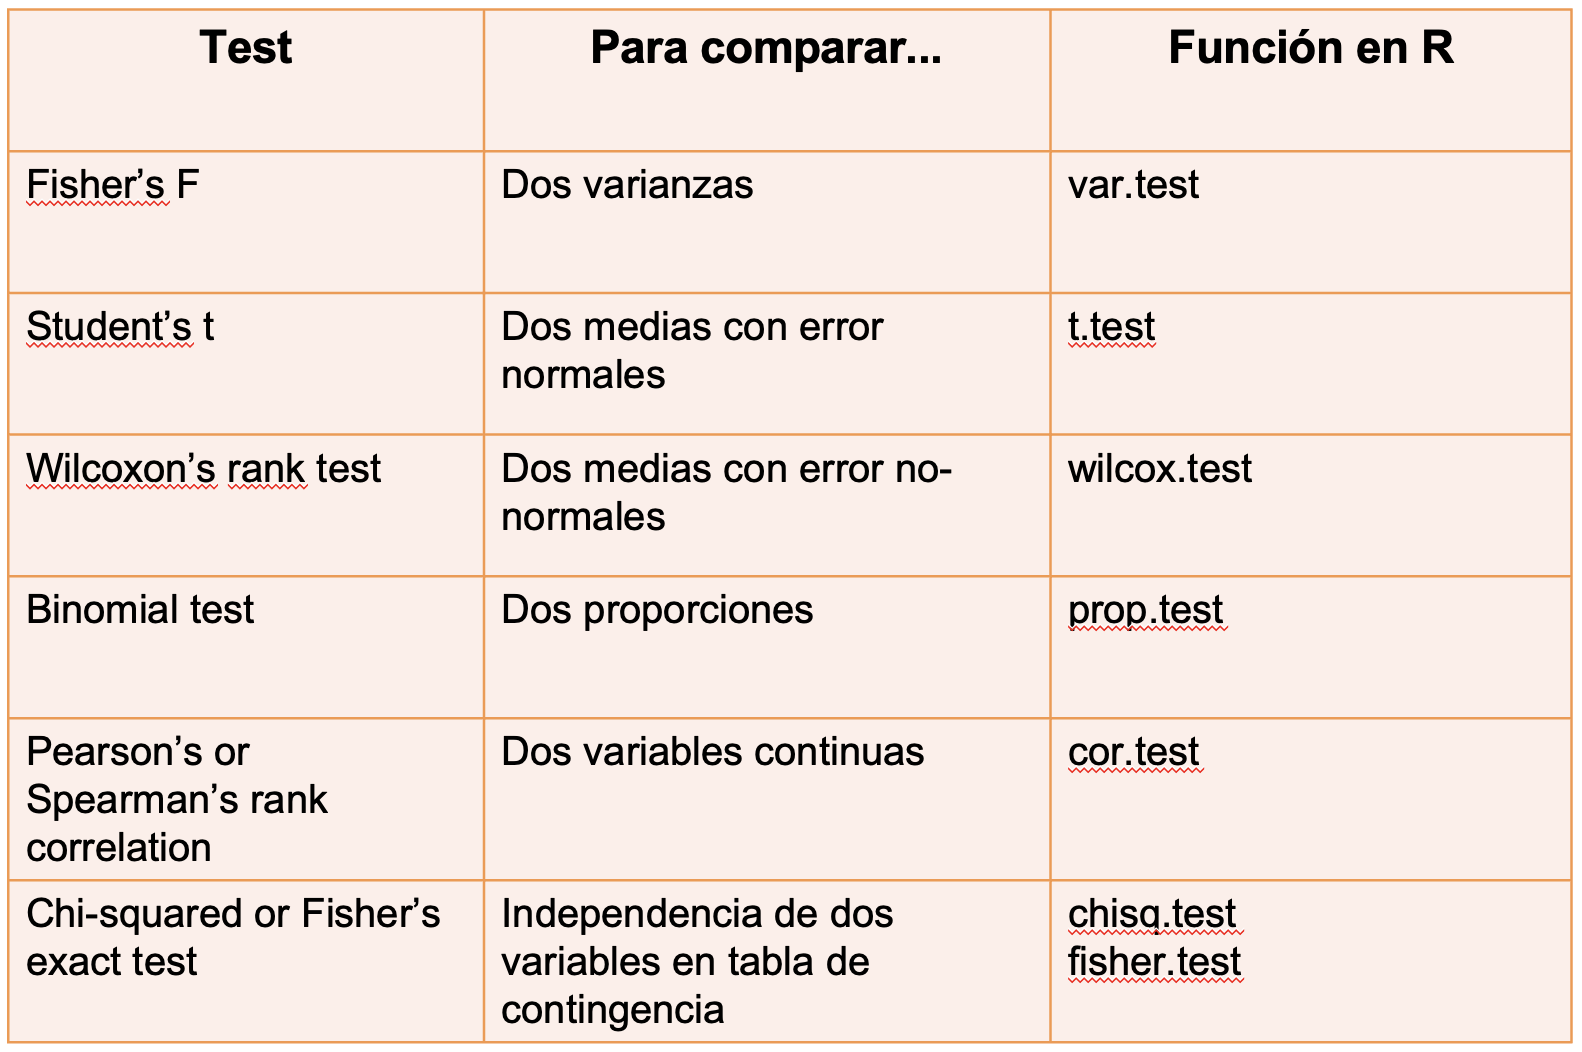 Test
Para comparar...
Función en R
Fisher’s F
Dos varianzas
var.test
Student’s t
Dos medias con error
normales
t.test
Wilcoxon’s rank test
Dos medias con error no-
normales
wilcox.test
Binomial test
Dos proporciones
prop.test
Pearson’s or
Spearman’s rank
correlation
Dos variables continuas
cor.test
Chi-squared or Fisher’s
exact test
Independencia de dos
variables en tabla de
contingencia
chisq.test
fisher.test